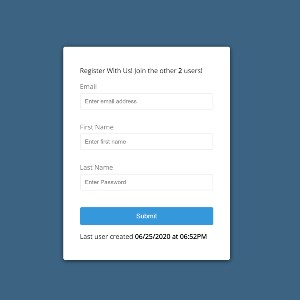 Register With Us! Join the other 2 users!
Email
Enter email address
First Name
Enter first name
Last Name
Enter Password
Submit
Last user created 06/25/2020 at 06:52PM